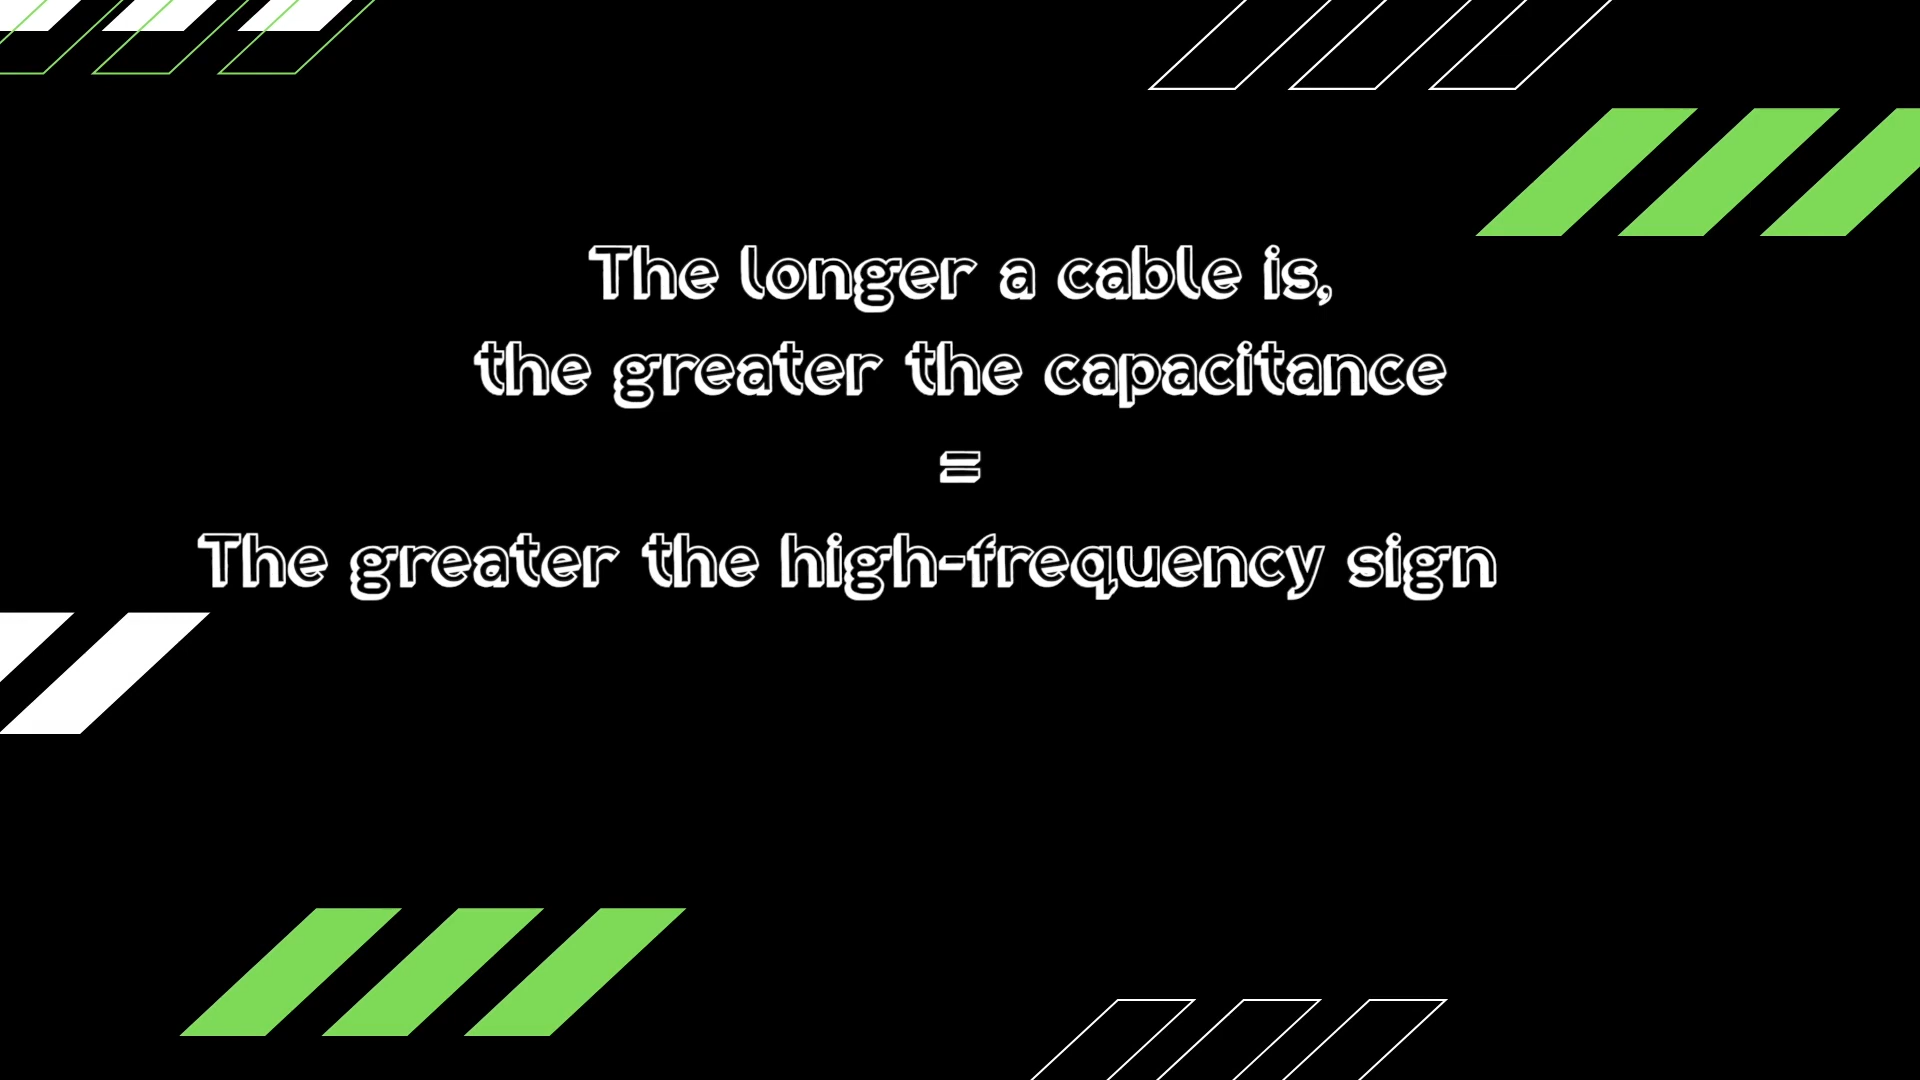 The longer a cable is,
the greater the capacitance
=
The greater the high-frequency sign